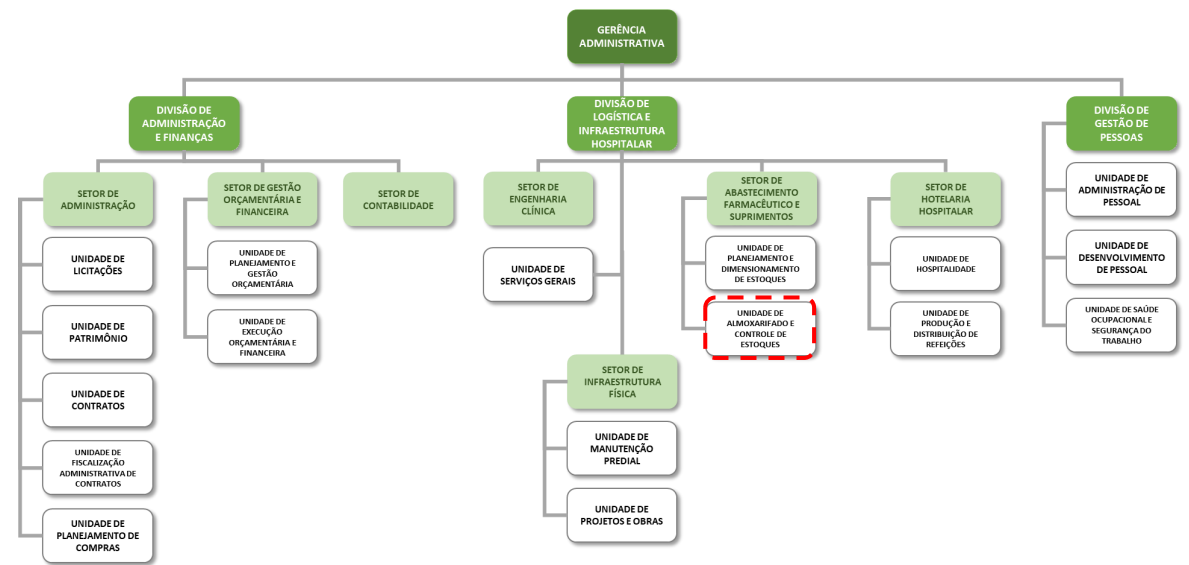 GERÊNCIA
ADMINISTRATIVA
DIVISÃO DE
ADMINISTRAÇÃO
E FINANÇAS
DIVISÃO DE
LOGÍSTICA E
INFRAESTRUTURA
HOSPITALAR
DIVISÃO DE
GESTÃO DE
PESSOAS
SETOR DE
ADMINISTRAÇÃO
SETOR DE GESTÃO
ORÇAMENTÁRIA E
FINANCEIRA
SETOR DE
CONTABILIDADE
SETOR DE
ENGENHARIA
CLÍNICA
SETOR DE
ABASTECIMENTO
FARMACÊUTICO E
SUPRIMENTOS
SETOR DE
HOTELARIA
HOSPITALAR
UNIDADE DE
ADMINISTRAÇÃO DE
PESSOAL
UNIDADE DE
LICITAÇÕES
UNIDADE DE
PLANEJAMENTO E
GESTÃO
ORÇAMENTÁRIA
UNIDADE DE
SERVIÇOS GERAIS
UNIDADE DE
PLANEJAMENTO E
DIMENSIONAMENTO
DE ESTOQUES
UNIDADE DE
HOSPITALIDADE
UNIDADE DE
DESENVOLVIMENTO
DE PESSOAL
UNIDADE DE
PATRIMÔNIO
UNIDADE DE
EXECUÇÃO
ORÇAMENTÁRIA E
FINANCEIRA
UNIDADE DE
ALMOXARIFADO E
CONTROLE DE
ESTOQUES
UNIDADE DE
PRODUÇÃO E
DISTRIBUIÇÃO DE
REFEIÇÕES
UNIDADE DE SAÚDE
OCUPACIONAL E
SEGURANÇA DO
TRABALHO
UNIDADE DE
CONTRATOS
SETOR DE
INFRAESTRUTURA
FÍSICA
UNIDADE DE
FISCALIZAÇÃO
ADMINISTRATIVA DE
CONTRATOS
UNIDADE DE
MANUTENÇÃO
PREDIAL
UNIDADE DE
PLANEJAMENTO DE
COMPRAS
UNIDADE DE
PROJETOS E OBRAS